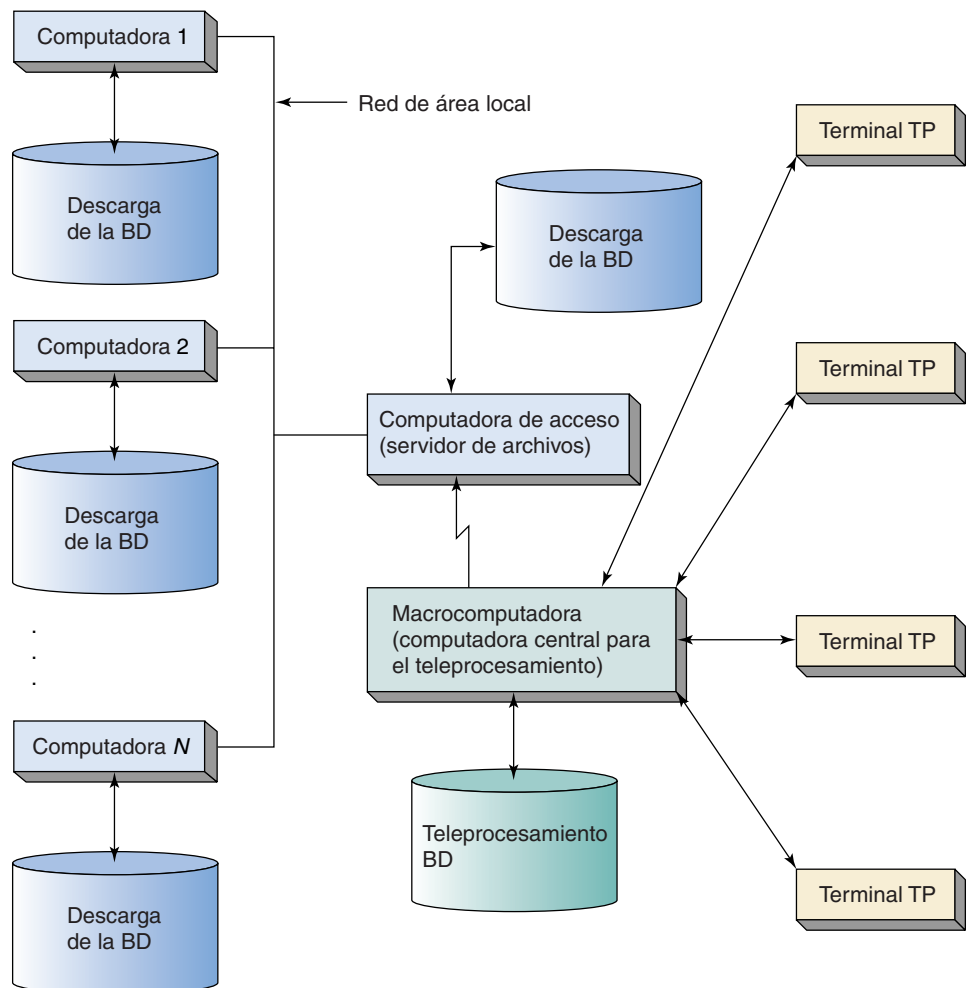 Computadora 1
Red de área local
Terminal TP
Descarga
de la BD
Descarga
de la BD
Computadora 2
Terminal TP
Computadora de acceso
(servidor de archivos)
Descarga
de la BD
Macrocomputadora
(computadora central para
el teleprocesamiento)
Terminal TP
.
.
.
Computadora N
Teleprocesamiento
BD
Terminal TP
Descarga
de la BD